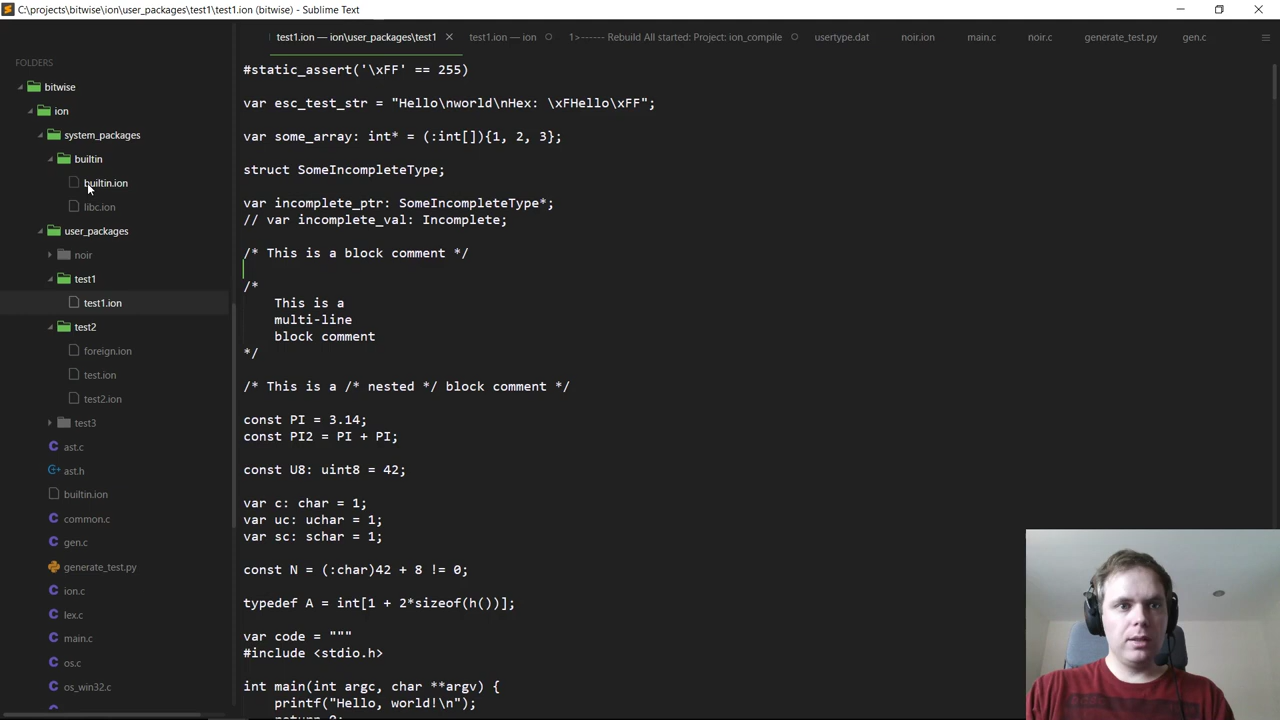 C:\projects\bitwise\ion\user_packages\test1\test1.ion (bitwise) - Sublime Text
test1.ion — ion\user_packages\test1
test1.ion — ion
1>------ Rebuild All started: Project: ion_compile
usertype.dat
noir.ion
main.c
noir.c
generate_test.py
gen.c
FOLDERS
bitwise
ion
system_packages
builtin
builtin.ion
libc.ion
user_packages
noir
test1
test1.ion
test2
foreign.ion
test.ion
test2.ion
test3
ast.c
ast.h
builtin.ion
common.c
gen.c
generate_test.py
ion.c
lex.c
main.c
os.c
os_win32.c
#static_assert('\xFF' == 255)
var esc_test_str = "Hello\nworld\nHex: \xFHello\xFF";
var some_array: int* = (:int[]){1, 2, 3};
struct SomeIncompleteType;
var incomplete_ptr: SomeIncompleteType*;
// var incomplete_val: Incomplete;
/* This is a block comment */
/*
This is a
multi-line
block comment
*/
/* This is a /* nested */ block comment */
const PI = 3.14;
const PI2 = PI + PI;
const U8: uint8 = 42;
var c: char = 1;
var uc: uchar = 1;
var sc: schar = 1;
const N = (:char)42 + 8 != 0;
typedef A = int[1 + 2*sizeof(h())];
var code = """
#include <stdio.h>
int main(int argc, char **argv) {
printf("Hello, world!\n");
return 0;